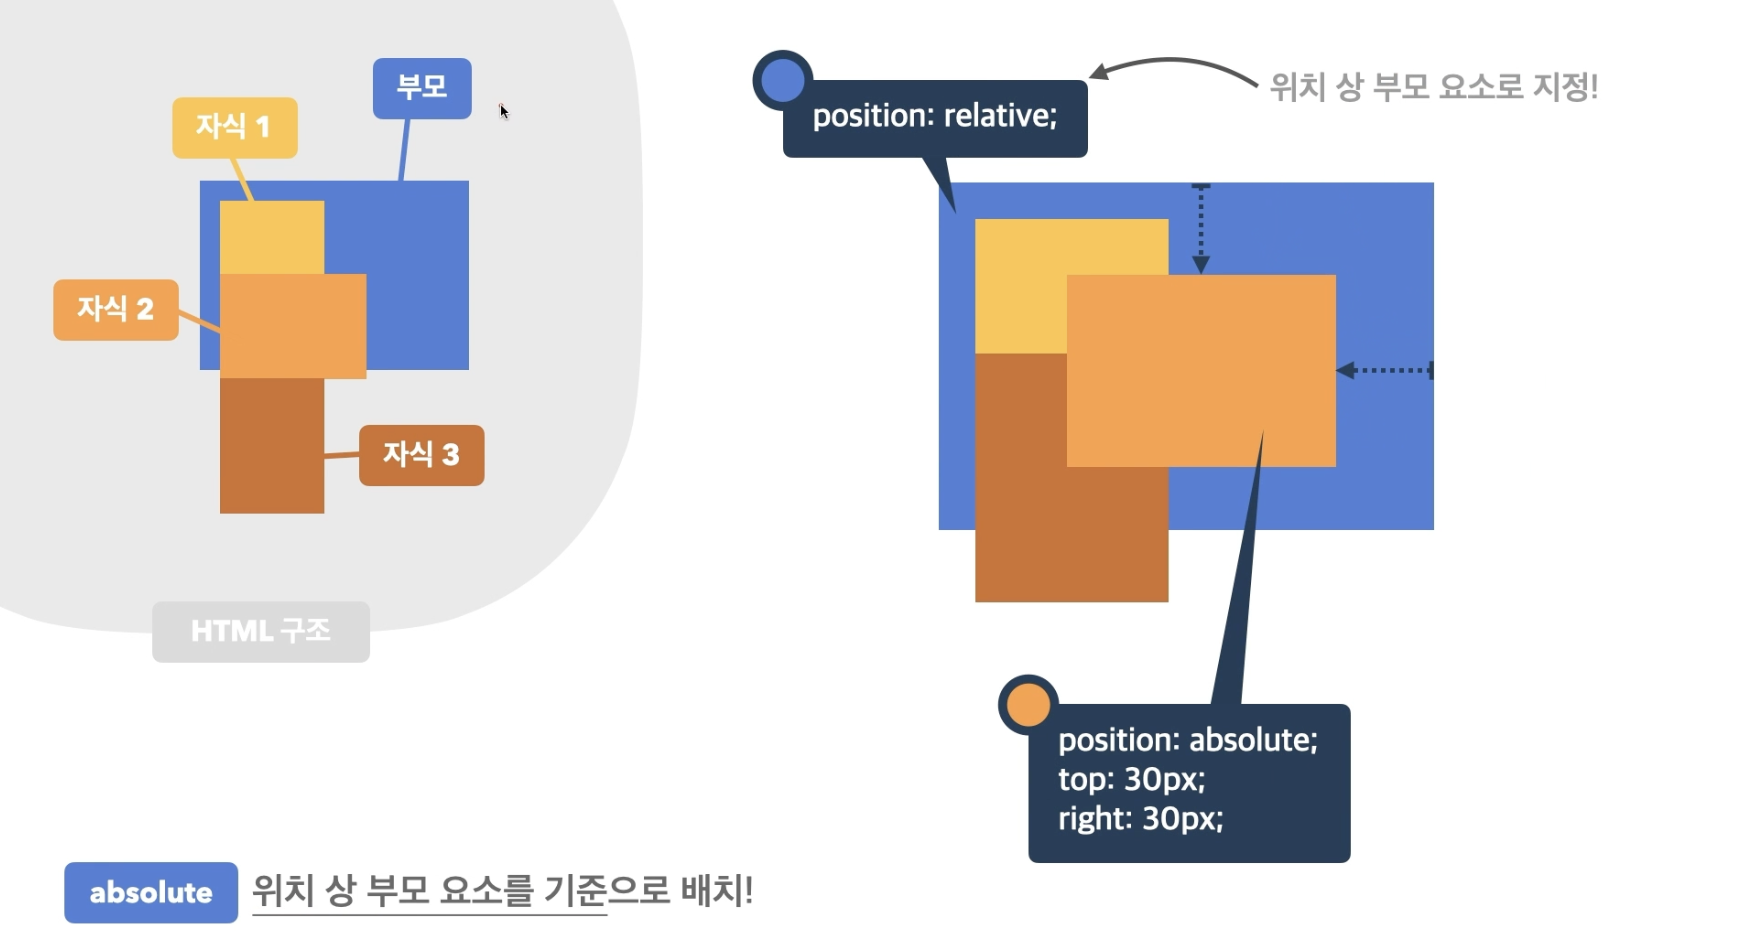 부모
자식 1
자식 2
자식 3
HTML 구조
position: relative;
위치 상 부모 요소로 지정!
position: absolute;
top: 30px;
right: 30px;
absolute 위치 상 부모 요소를 기준으로 배치!